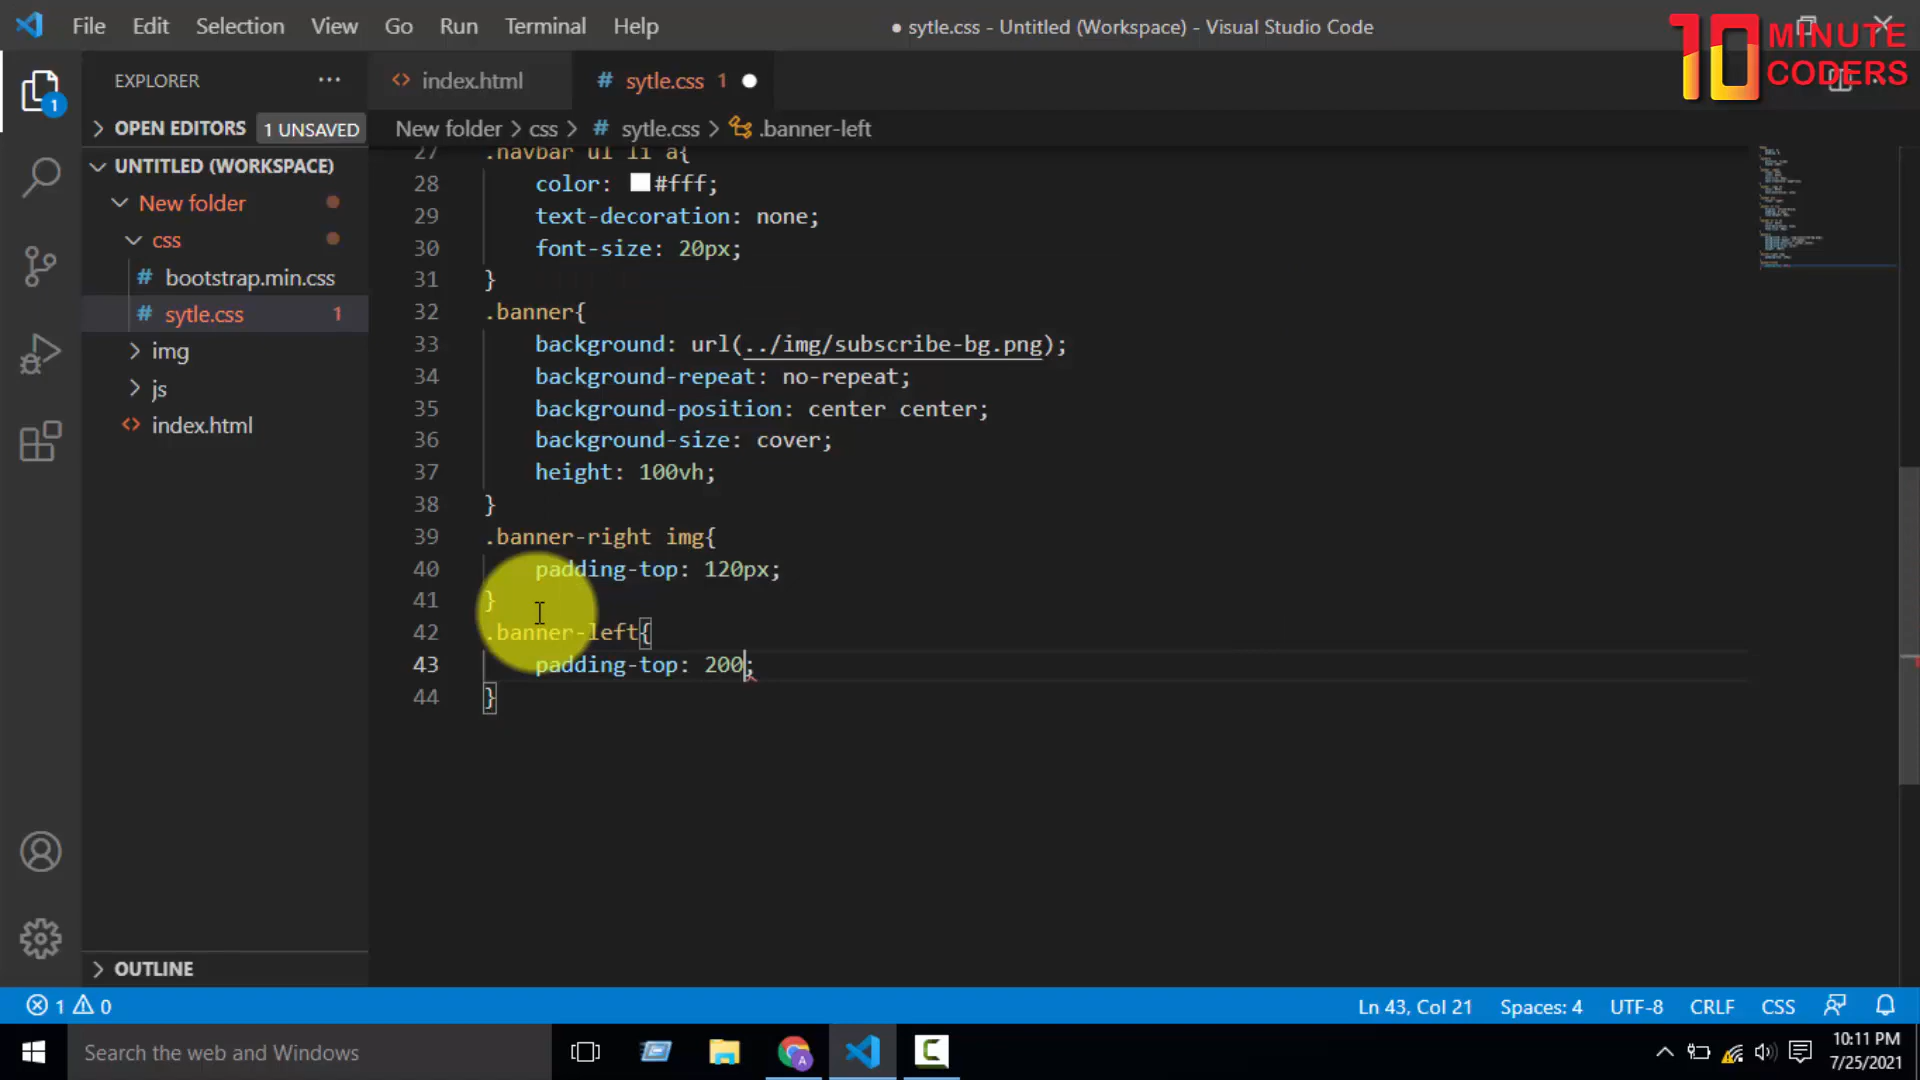 File Edit Selection View Go Run Terminal Help
● sytle.css - Untitled (Workspace) - Visual Studio Code
10 MINUTE CODERS
EXPLORER ···
OPEN EDITORS 1 UNSAVED
UNTITLED (WORKSPACE)
New folder
css
# bootstrap.min.css
# sytle.css 1
img
js
<> index.html
OUTLINE
1
<> index.html
# sytle.css 1 ●
New folder > css > # sytle.css > .banner-left
27 .navbar ul li a{
28 color: #fff;
29 text-decoration: none;
30 font-size: 20px;
31 }
32 .banner{
33 background: url(../img/subscribe-bg.png);
34 background-repeat: no-repeat;
35 background-position: center center;
36 background-size: cover;
37 height: 100vh;
38 }
39 .banner-right img{
40 padding-top: 120px;
41 }
42 .banner-left{
43 padding-top: 200;
44 }
1 0
Ln 43, Col 21 Spaces: 4 UTF-8 CRLF CSS
Search the web and Windows
A
10:11 PM
7/25/2021